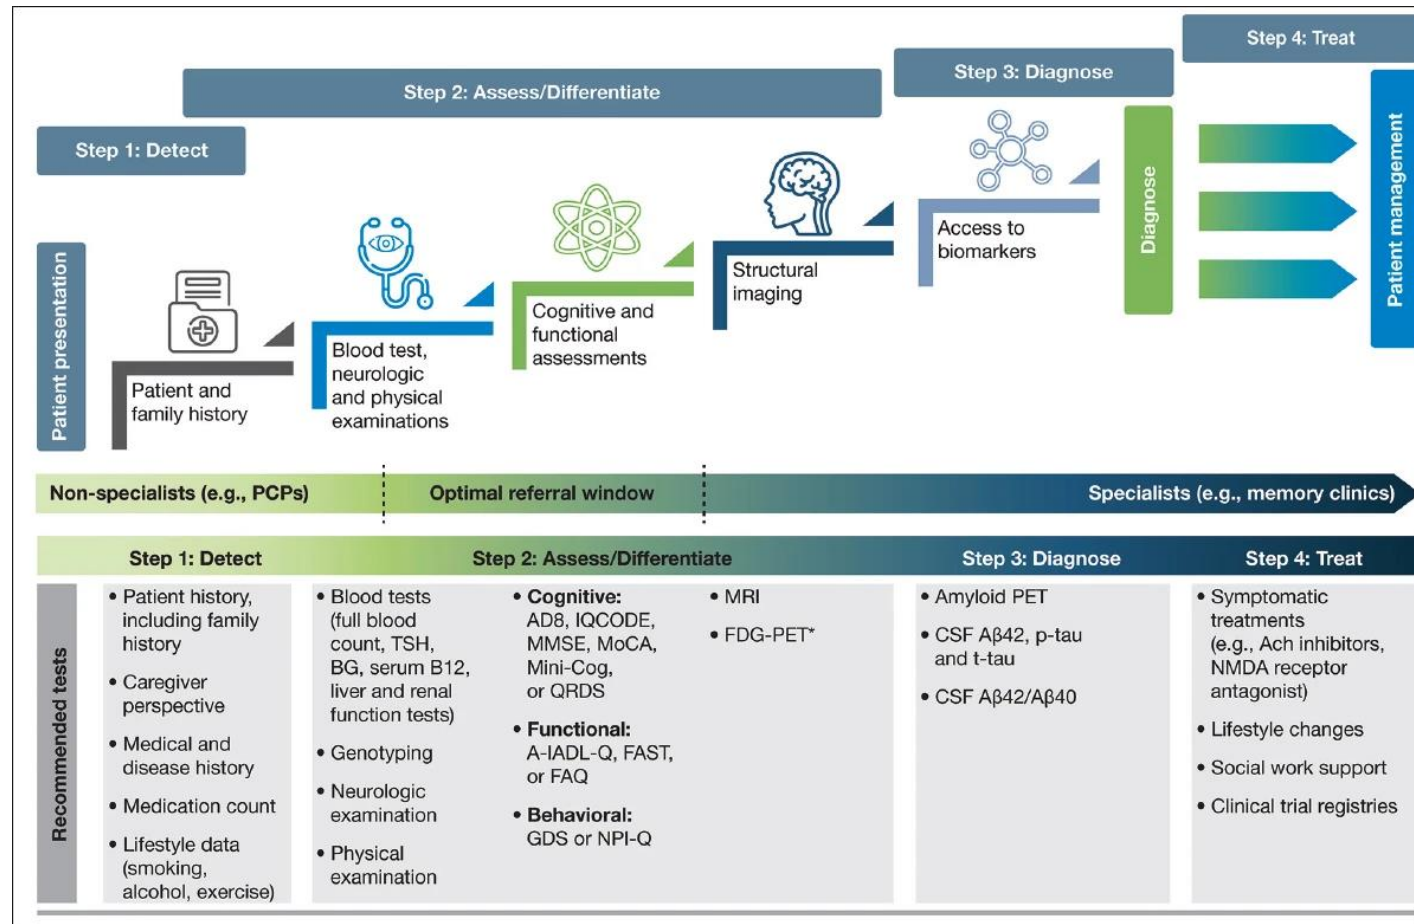 Step 4: Treat
Step 3: Diagnose
Step 2: Assess/Differentiate
Step 1: Detect
Patient presentation
Patient and
family history
Blood test,
neurologic
and physical
examinations
Cognitive and
functional
assessments
Structural
imaging
Access to
biomarkers
Diagnose
Patient management
Non-specialists (e.g., PCPs)
Optimal referral window
Specialists (e.g., memory clinics)
Step 1: Detect
Step 2: Assess/Differentiate
Step 3: Diagnose
Step 4: Treat
Recommended tests
• Patient history,
including family
history
• Caregiver
perspective
• Medical and
disease history
• Medication count
• Lifestyle data
(smoking,
alcohol, exercise)
• Blood tests
(full blood
count, TSH,
BG, serum B12,
liver and renal
function tests)
• Genotyping
• Neurologic
examination
• Physical
examination
• Cognitive:
AD8, IQCODE,
MMSE, MoCA,
Mini-Cog,
or QRDS
• Functional:
A-IADL-Q, FAST,
or FAQ
• Behavioral:
GDS or NPI-Q
• MRI
• FDG-PET*
• Amyloid PET
• CSF Aβ42, p-tau
and t-tau
• CSF Aβ42/Aβ40
• Symptomatic
treatments
(e.g., Ach inhibitors,
NMDA receptor
antagonist)
• Lifestyle changes
• Social work support
• Clinical trial registries